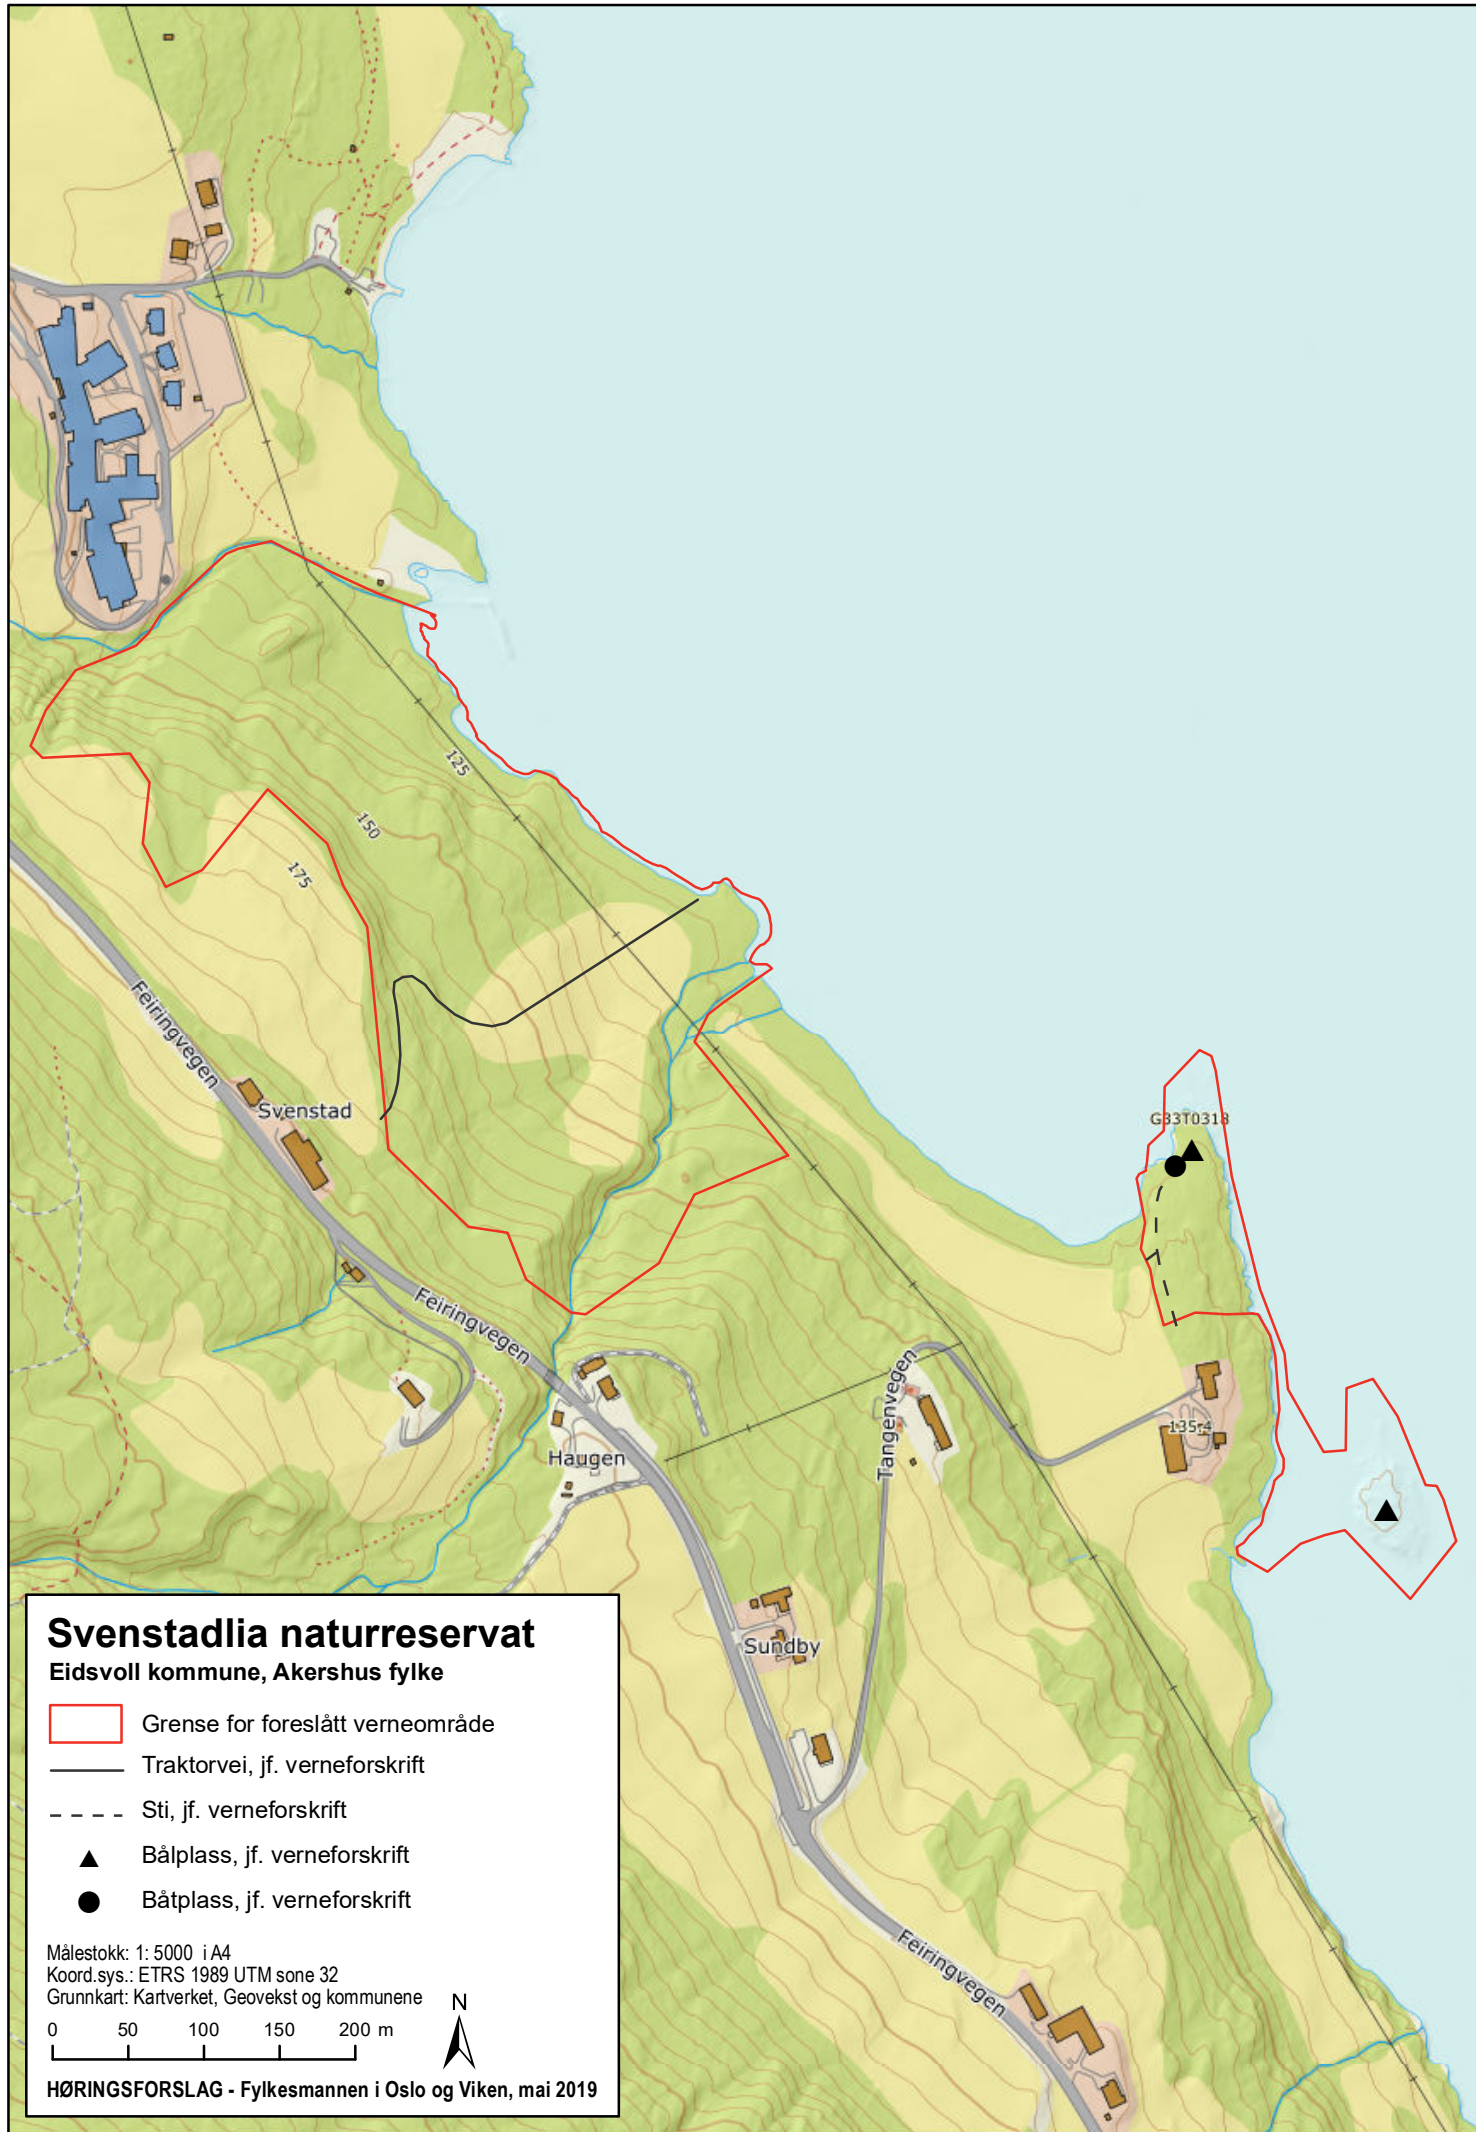 125
150
175
Feiringvegen
Svenstad
G33T0318
Feiringvegen
Tangenvegen
135-4
Haugen
Sundby
Feiringvegen
Svenstadlia naturreservat
Eidsvoll kommune, Akershus fylke
Grense for foreslått verneområde
Traktorvei, jf. verneforskrift
Sti, jf. verneforskrift
Bålplass, jf. verneforskrift
Båtplass, jf. verneforskrift
Målestokk: 1: 5000 i A4
Koord.sys.: ETRS 1989 UTM sone 32
Grunnkart: Kartverket, Geovekst og kommunene
N
0 50 100 150 200 m
HØRINGSFORSLAG - Fylkesmannen i Oslo og Viken, mai 2019